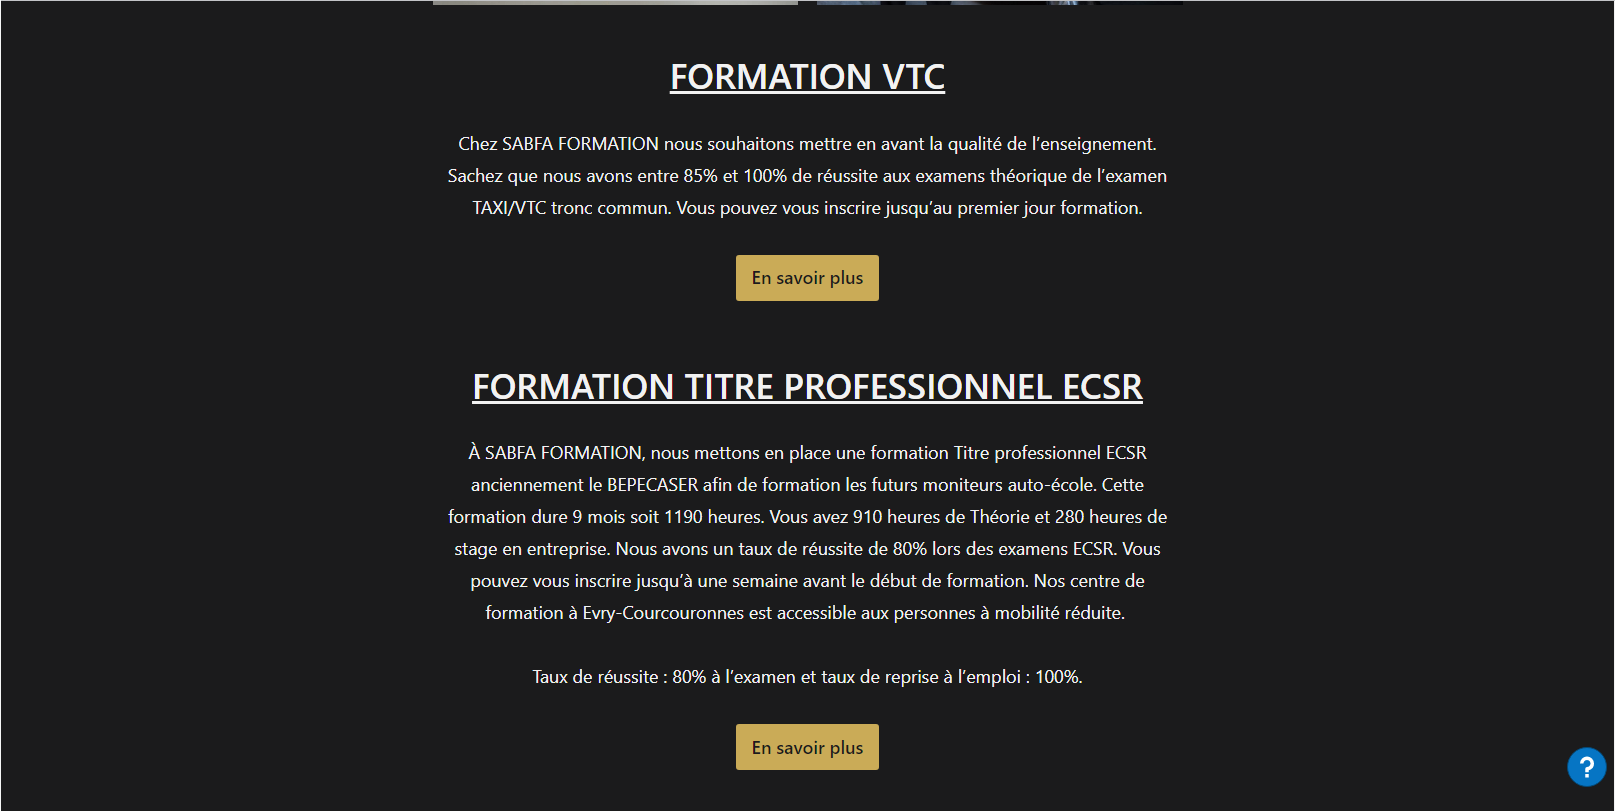 FORMATION VTC
Chez SABFA FORMATION nous souhaitons mettre en avant la qualité de l’enseignement.
Sachez que nous avons entre 85% et 100% de réussite aux examens théorique de l’examen
TAXI/VTC tronc commun. Vous pouvez vous inscrire jusqu’au premier jour formation.
En savoir plus
FORMATION TITRE PROFESSIONNEL ECSR
À SABFA FORMATION, nous mettons en place une formation Titre professionnel ECSR
anciennement le BEPECASER afin de formation les futurs moniteurs auto-école. Cette
formation dure 9 mois soit 1190 heures. Vous avez 910 heures de Théorie et 280 heures de
stage en entreprise. Nous avons un taux de réussite de 80% lors des examens ECSR. Vous
pouvez vous inscrire jusqu’à une semaine avant le début de formation. Nos centre de
formation à Evry-Courcouronnes est accessible aux personnes à mobilité réduite.
Taux de réussite : 80% à l’examen et taux de reprise à l’emploi : 100%.
En savoir plus
?